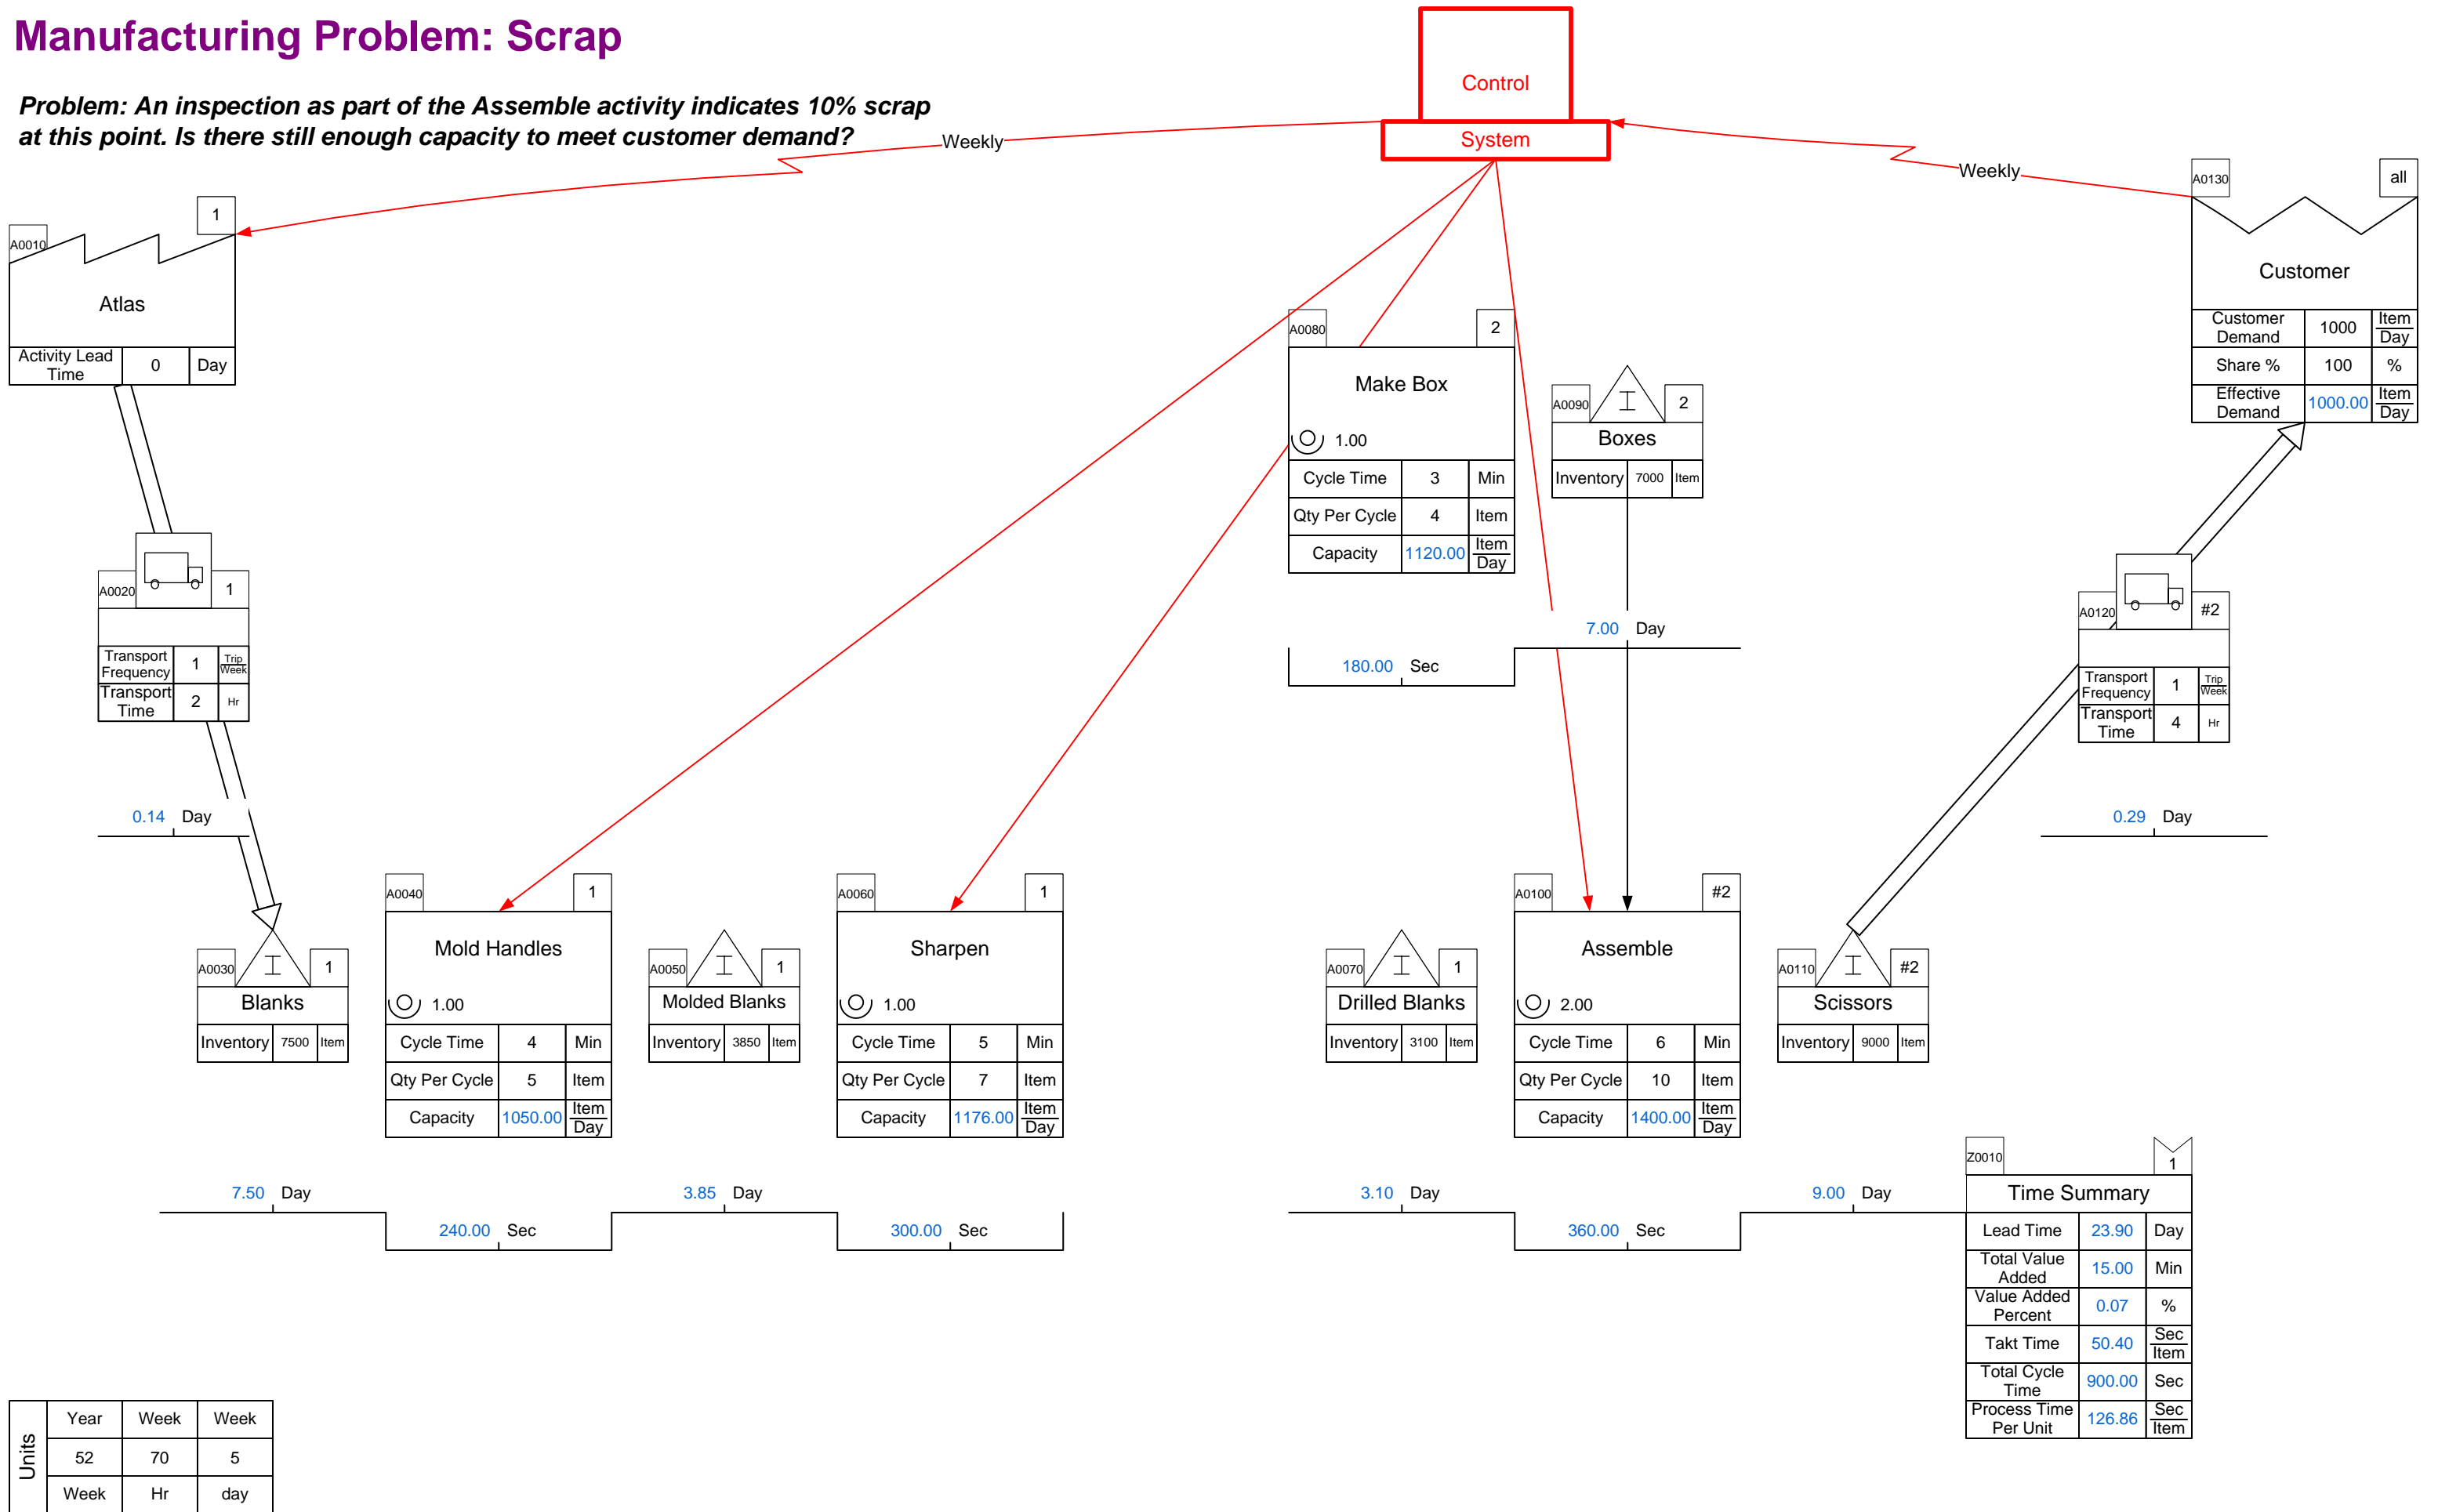 Manufacturing Problem: Scrap
Problem: An inspection as part of the Assemble activity indicates 10% scrap
at this point. Is there still enough capacity to meet customer demand?
Control
System
Weekly
Weekly
A0010
1
Atlas
Activity Lead Time 0 Day
A0130
all
Customer
Customer Demand 1000 Item Day
Share % 100 %
Effective Demand 1000.00 Item Day
A0080
2
Make Box
1.00
Cycle Time 3 Min
Qty Per Cycle 4 Item
Capacity 1120.00 Item Day
A0090
I
2
Boxes
Inventory 7000 Item
7.00 Day
180.00 Sec
A0020
1
Transport Frequency 1 Trip Week
Transport Time 2 Hr
0.14 Day
A0120
#2
Transport Frequency 1 Trip Week
Transport Time 4 Hr
0.29 Day
A0030
I
1
Blanks
Inventory 7500 Item
A0040
1
Mold Handles
1.00
Cycle Time 4 Min
Qty Per Cycle 5 Item
Capacity 1050.00 Item Day
A0050
I
1
Molded Blanks
Inventory 3850 Item
A0060
1
Sharpen
1.00
Cycle Time 5 Min
Qty Per Cycle 7 Item
Capacity 1176.00 Item Day
A0070
I
1
Drilled Blanks
Inventory 3100 Item
A0100
#2
Assemble
2.00
Cycle Time 6 Min
Qty Per Cycle 10 Item
Capacity 1400.00 Item Day
A0110
I
#2
Scissors
Inventory 9000 Item
7.50 Day
240.00 Sec
3.85 Day
300.00 Sec
3.10 Day
360.00 Sec
9.00 Day
Z0010
1
Time Summary
Lead Time 23.90 Day
Total Value Added 15.00 Min
Value Added Percent 0.07 %
Takt Time 50.40 Sec Item
Total Cycle Time 900.00 Sec
Process Time Per Unit 126.86 Sec Item
Units
Year Week Week
52 70 5
Week Hr day